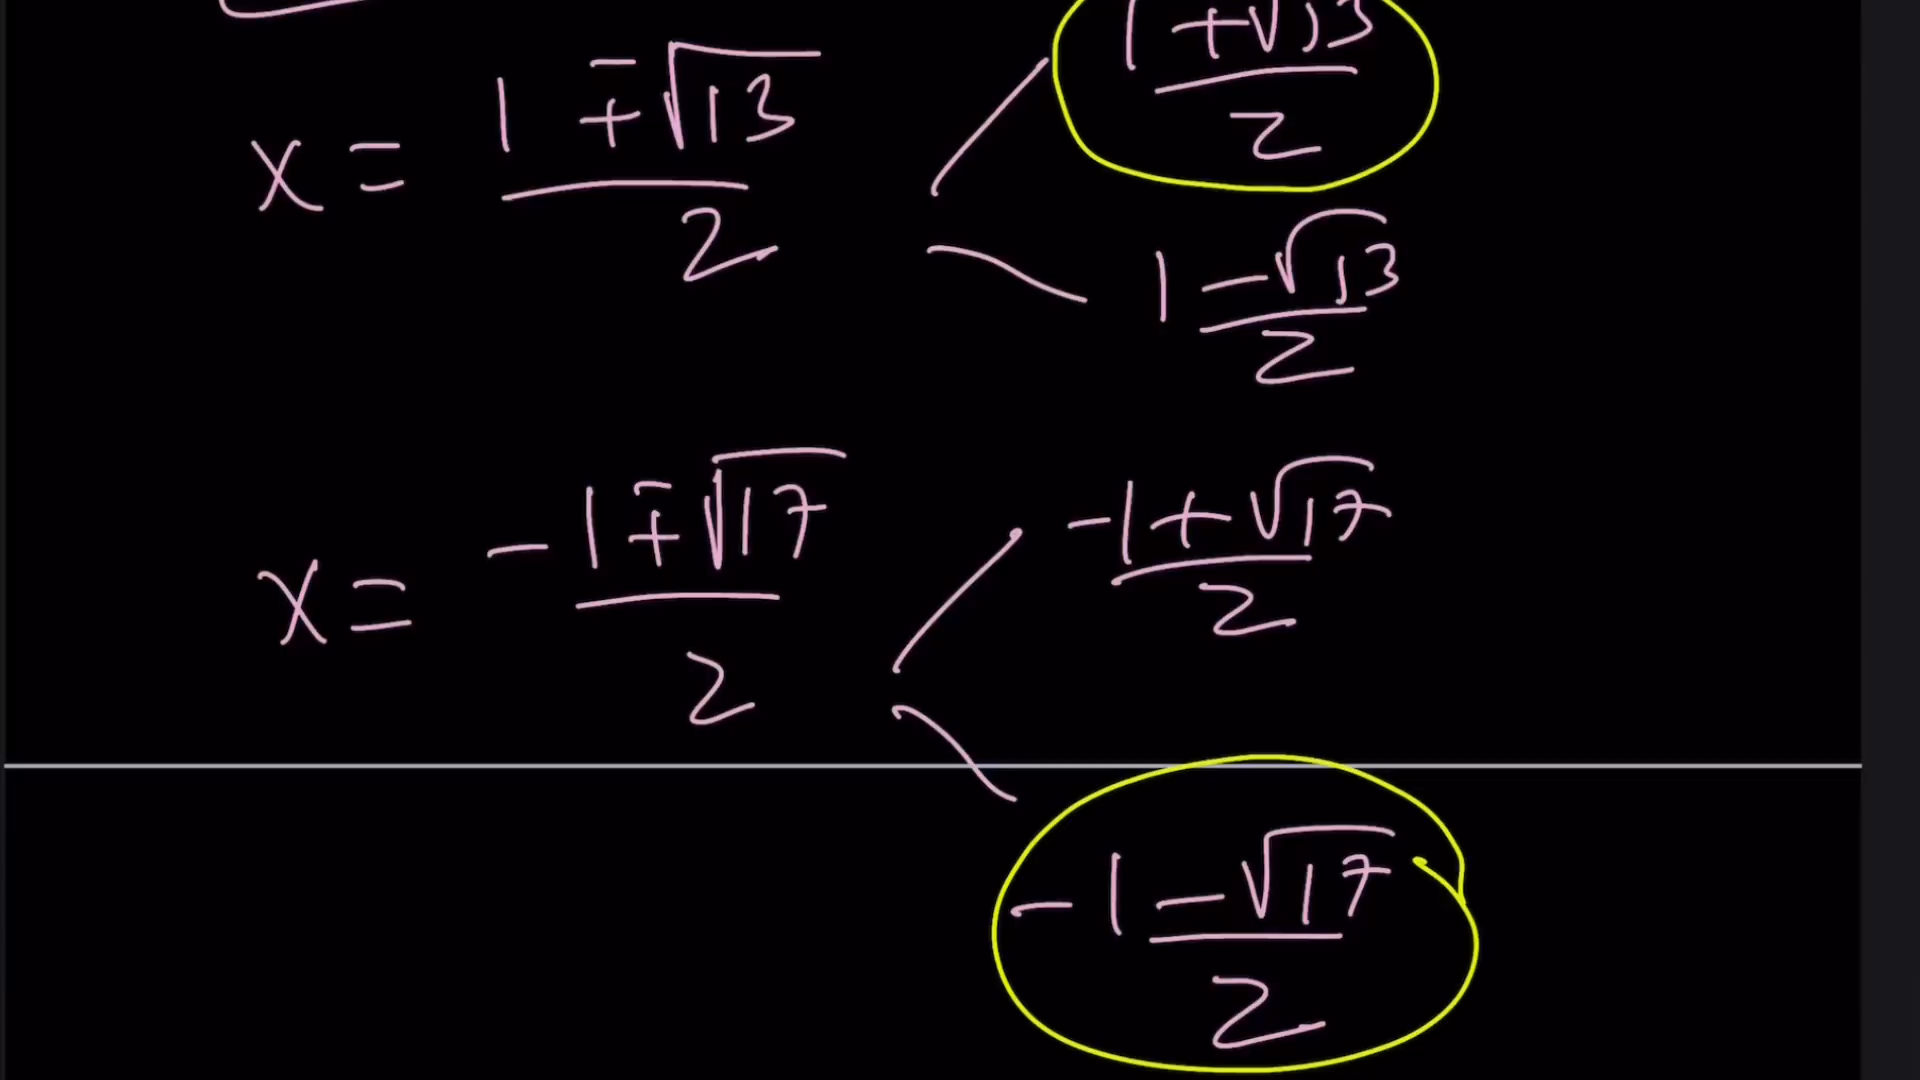 x = (1 ∓ √13)/2
(1 + √13)/2
(1 - √13)/2
x = (-1 ∓ √17)/2
(-1 + √17)/2
(-1 - √17)/2